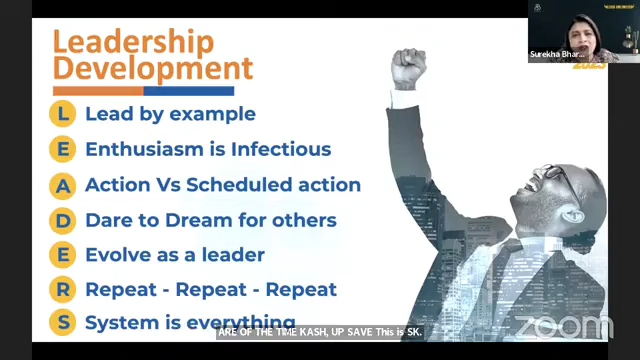 Leadership
Development
L Lead by example
E Enthusiasm is Infectious
A Action Vs Scheduled action
D Dare to Dream for others
E Evolve as a leader
R Repeat - Repeat - Repeat
S System is everything
ARE OF THE TIME KASH, UP SAVE This is SK.
Surekha Bhar...
2023
zoom